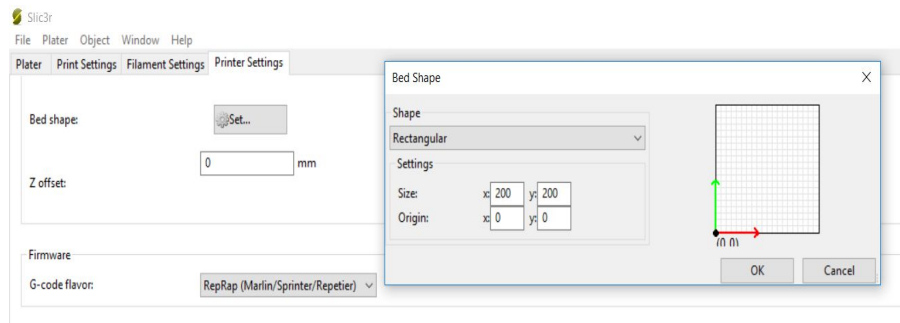 Slic3r
File Plater Object Window Help
Plater Print Settings Filament Settings Printer Settings
Bed shape: Set...
Z offset: 0 mm
Firmware
G-code flavor: RepRap (Marlin/Sprinter/Repetier)
Bed Shape X
Shape
Rectangular
Settings
Size: x: 200 y: 200
Origin: x: 0 y: 0
(0,0)
OK Cancel